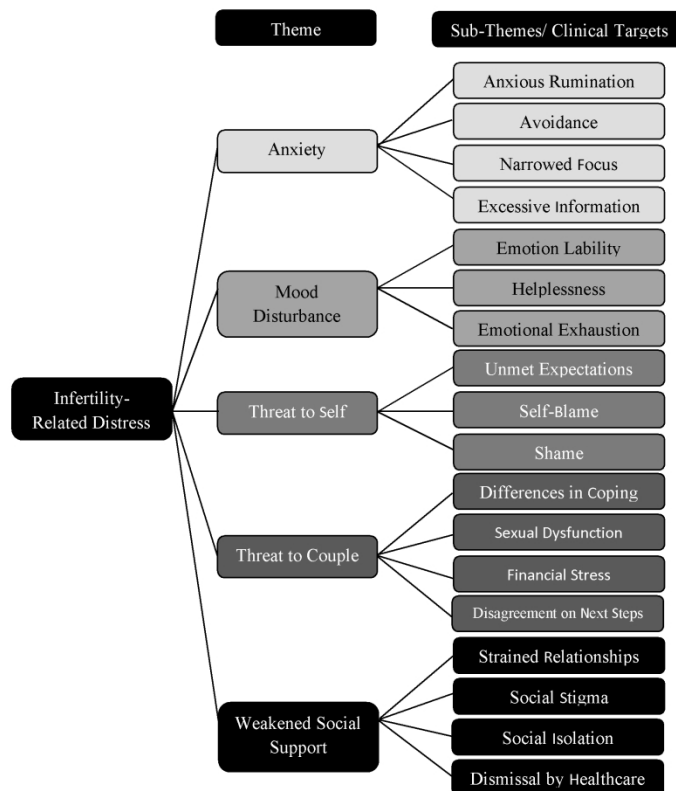 Theme
Sub-Themes/ Clinical Targets
Infertility-
Related Distress
Anxiety
Anxious Rumination
Avoidance
Narrowed Focus
Excessive Information
Mood
Disturbance
Emotion Lability
Helplessness
Emotional Exhaustion
Threat to Self
Unmet Expectations
Self-Blame
Shame
Threat to Couple
Differences in Coping
Sexual Dysfunction
Financial Stress
Disagreement on Next Steps
Weakened Social
Support
Strained Relationships
Social Stigma
Social Isolation
Dismissal by Healthcare